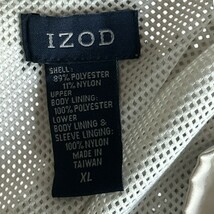 IZOD
SHELL:
89% POLYESTER
11% NYLON
UPPER
BODY LINING:
100% POLYESTER
LOWER
BODY LINING &
SLEEVE LINGING:
100% NYLON
MADE IN
TAIWAN
XL